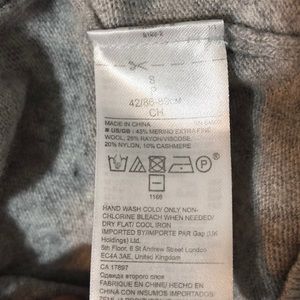 S
P
CH
MADE IN CHINA
US/GB : 45% MERINO EXTRA FINE
WOOL, 25% RAYON/VISCOSE,
20% NYLON, 10% CASHMERE
P
HAND WASH COLD/ ONLY NON-
CHLORINE BLEACH WHEN NEEDED/
DRY FLAT/ COOL IRON
IMPORTED BY/IMPORTE PAR Gap (UK
Holdings) Ltd.
5th Floor, 6 St Andrew Street London
EC4A 3AE, United Kingdom
CA 17897
Одежда второго слоя
FABRIQUE EN CHINE/ HECHO EN
CHINA CON INSUMOS IMPORTADOS/